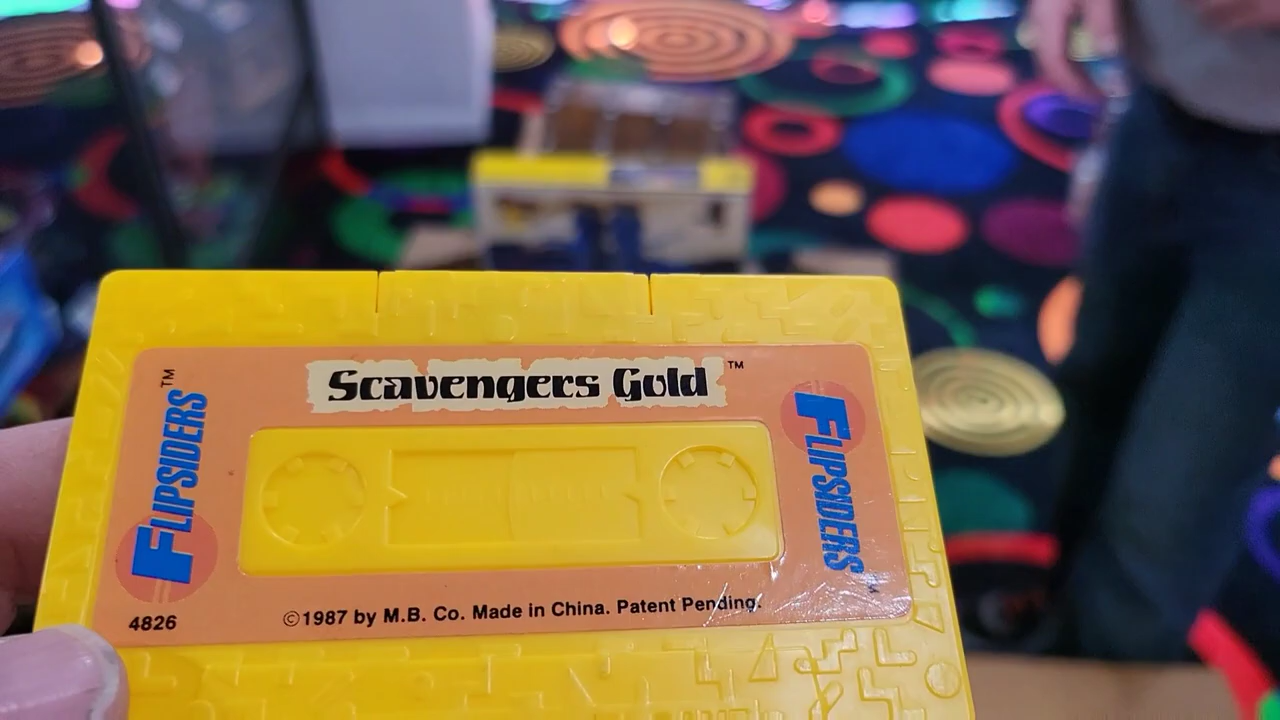 Scavengers Gold™
FLIPSIDERS™
FLIPSIDERS™
4826
©1987 by M.B. Co. Made in China. Patent Pending.